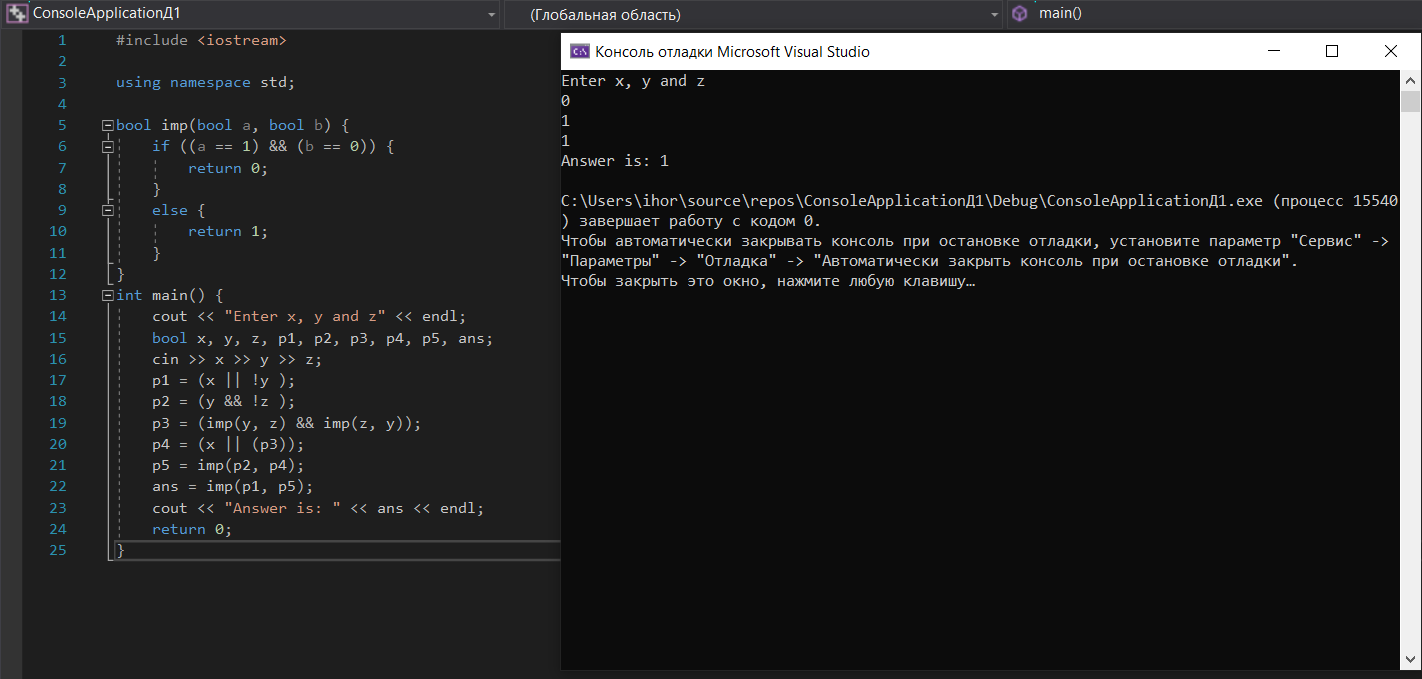 ConsoleApplicationД1 (Глобальная область) main()
1 #include <iostream>
2
3 using namespace std;
4
5 bool imp(bool a, bool b) {
6 if ((a == 1) && (b == 0)) {
7 return 0;
8 }
9 else {
10 return 1;
11 }
12 }
13 int main() {
14 cout << "Enter x, y and z" << endl;
15 bool x, y, z, p1, p2, p3, p4, p5, ans;
16 cin >> x >> y >> z;
17 p1 = (x || !y );
18 p2 = (y && !z );
19 p3 = (imp(y, z) && imp(z, y));
20 p4 = (x || (p3));
21 p5 = imp(p2, p4);
22 ans = imp(p1, p5);
23 cout << "Answer is: " << ans << endl;
24 return 0;
25 }
C:\ Консоль отладки Microsoft Visual Studio
Enter x, y and z
0
1
1
Answer is: 1
C:\Users\ihor\source\repos\ConsoleApplicationД1\Debug\ConsoleApplicationД1.exe (процесс 15540
) завершает работу с кодом 0.
Чтобы автоматически закрывать консоль при остановке отладки, установите параметр "Сервис" ->
"Параметры" -> "Отладка" -> "Автоматически закрыть консоль при остановке отладки".
Чтобы закрыть это окно, нажмите любую клавишу…